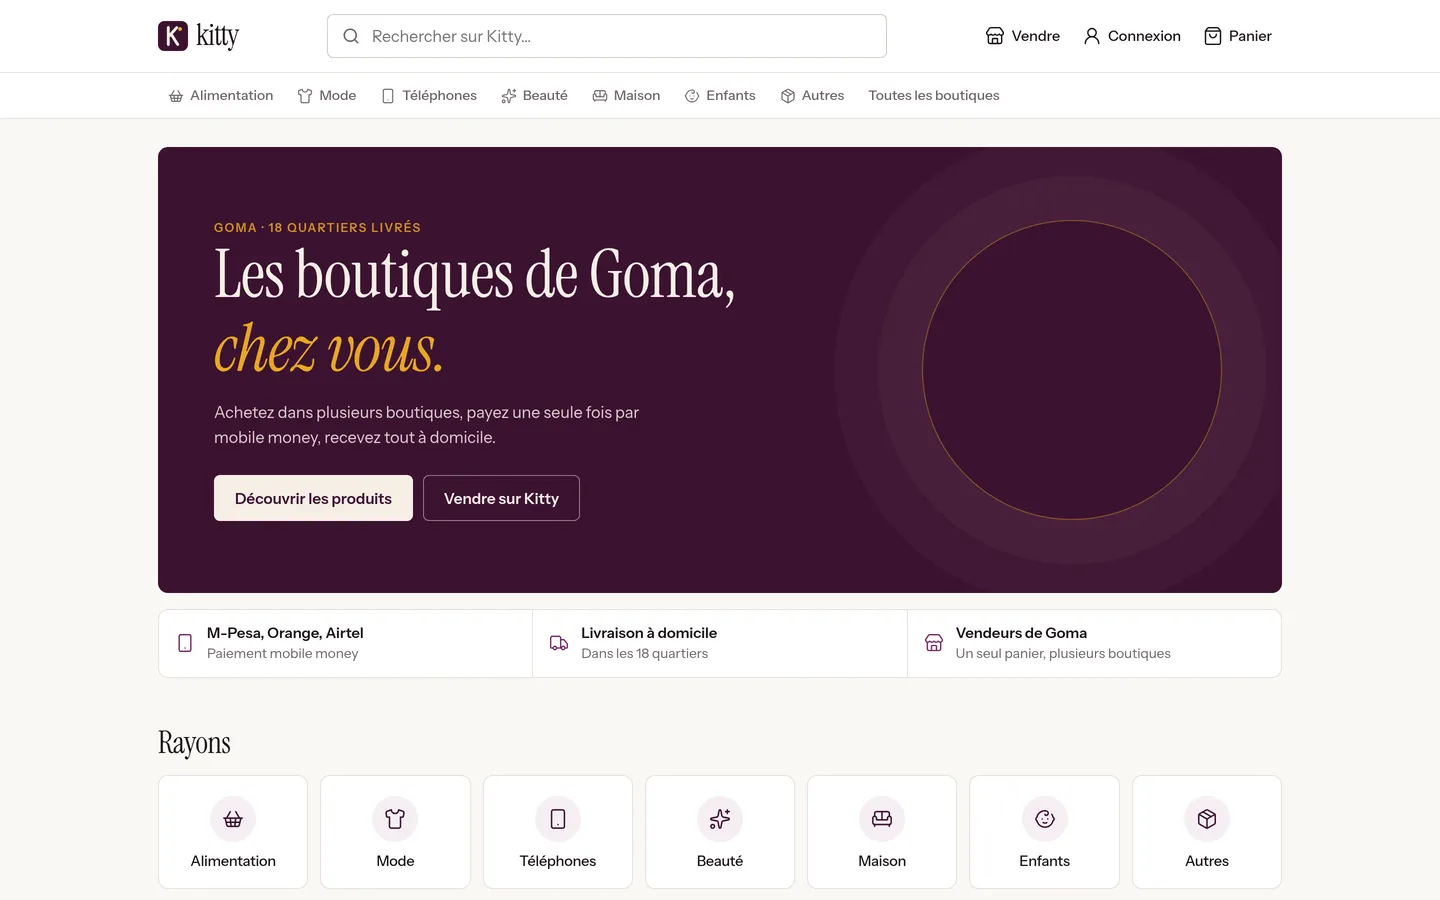 kitty
Rechercher sur Kitty...
Vendre
Connexion
Panier
Alimentation
Mode
Téléphones
Beauté
Maison
Enfants
Autres
Toutes les boutiques
GOMA · 18 QUARTIERS LIVRÉS
Les boutiques de Goma,
chez vous.
Achetez dans plusieurs boutiques, payez une seule fois par
mobile money, recevez tout à domicile.
Découvrir les produits
Vendre sur Kitty
M-Pesa, Orange, Airtel
Paiement mobile money
Livraison à domicile
Dans les 18 quartiers
Vendeurs de Goma
Un seul panier, plusieurs boutiques
Rayons
Alimentation
Mode
Téléphones
Beauté
Maison
Enfants
Autres